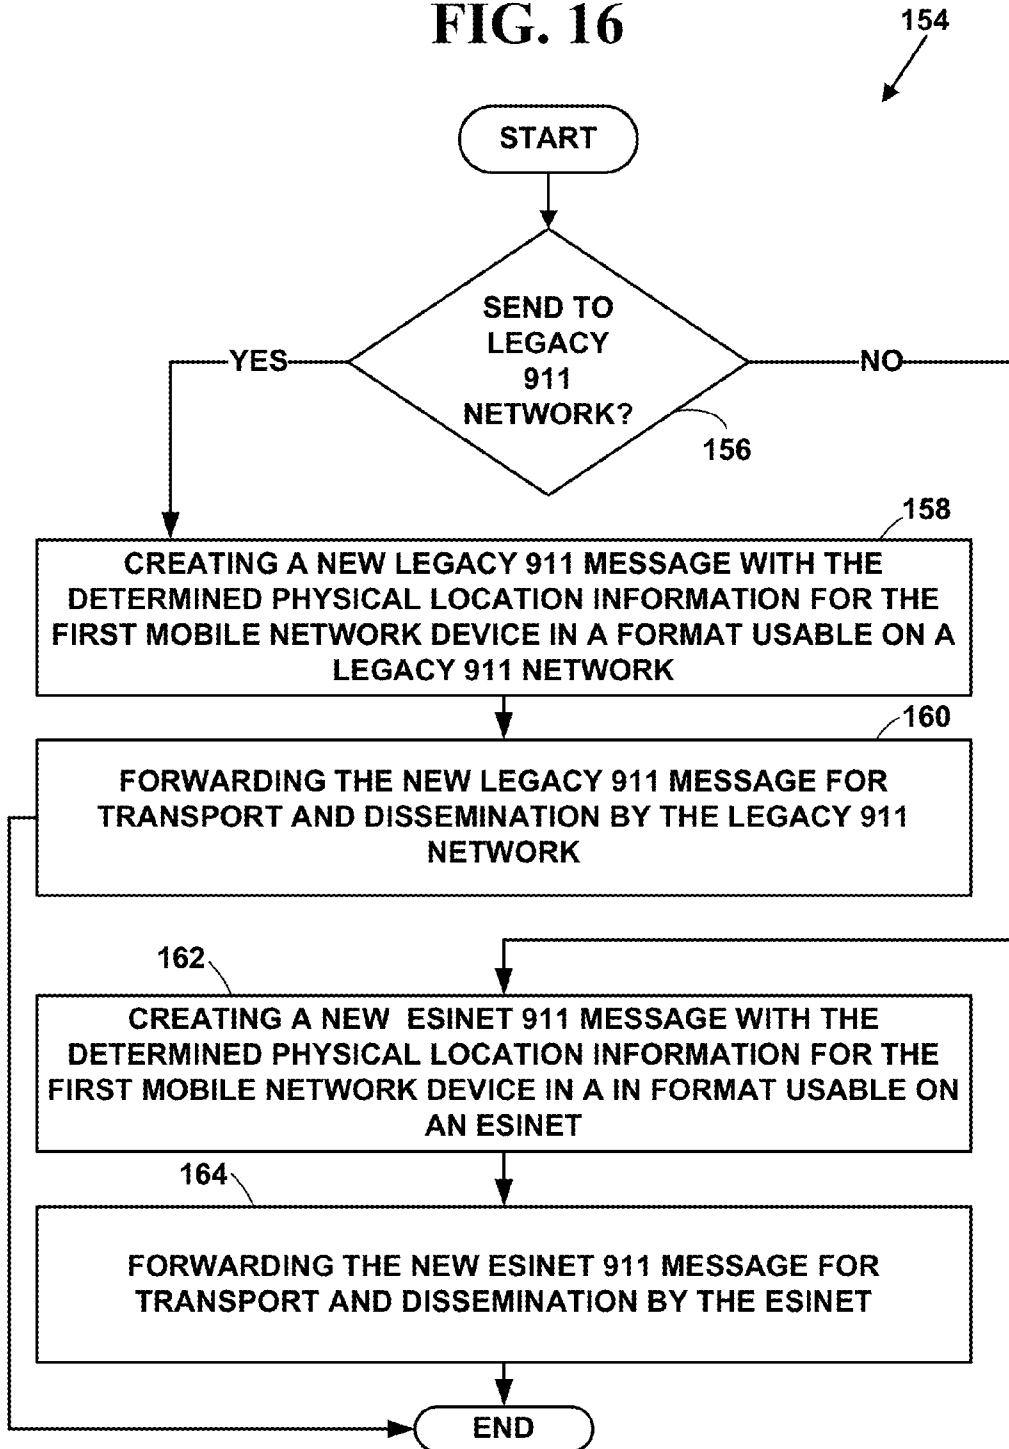 FIG. 16
154
START
SEND TO
LEGACY
911
NETWORK?
YES
NO
156
158
CREATING A NEW LEGACY 911 MESSAGE WITH THE
DETERMINED PHYSICAL LOCATION INFORMATION FOR THE
FIRST MOBILE NETWORK DEVICE IN A FORMAT USABLE ON A
LEGACY 911 NETWORK
160
FORWARDING THE NEW LEGACY 911 MESSAGE FOR
TRANSPORT AND DISSEMINATION BY THE LEGACY 911
NETWORK
162
CREATING A NEW ESINET 911 MESSAGE WITH THE
DETERMINED PHYSICAL LOCATION INFORMATION FOR THE
FIRST MOBILE NETWORK DEVICE IN A IN FORMAT USABLE ON
AN ESINET
164
FORWARDING THE NEW ESINET 911 MESSAGE FOR
TRANSPORT AND DISSEMINATION BY THE ESINET
END